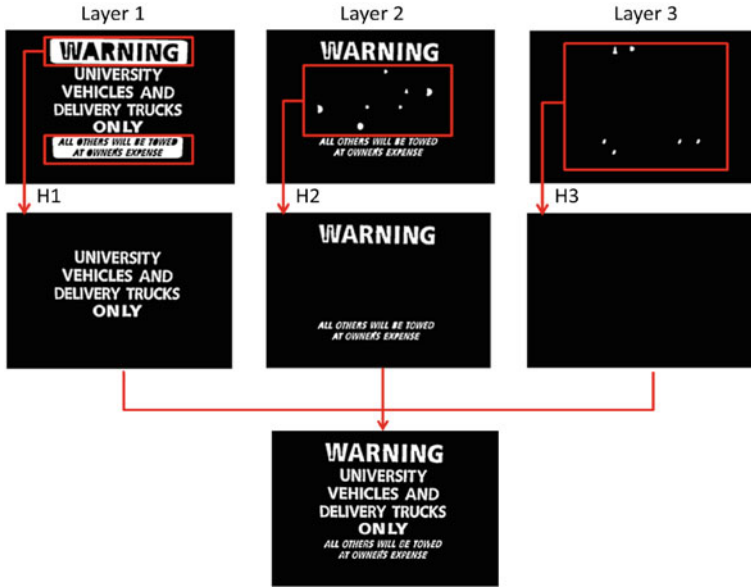 Layer 1
Layer 2
Layer 3
WARNING
UNIVERSITY
VEHICLES AND
DELIVERY TRUCKS
ONLY
ALL OTHERS WILL BE TOWED
AT OWNER'S EXPENSE
WARNING
ALL OTHERS WILL BE TOWED
AT OWNER'S EXPENSE
H1
H2
H3
UNIVERSITY
VEHICLES AND
DELIVERY TRUCKS
ONLY
WARNING
ALL OTHERS WILL BE TOWED
AT OWNER'S EXPENSE
WARNING
UNIVERSITY
VEHICLES AND
DELIVERY TRUCKS
ONLY
ALL OTHERS WILL BE TOWED
AT OWNER'S EXPENSE